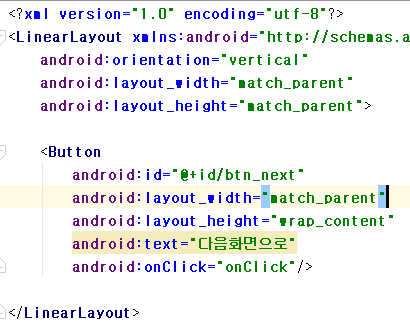 <?xml version="1.0" encoding="utf-8"?>
<LinearLayout xmlns:android="http://schemas.a
android:orientation="vertical"
android:layout_width="match_parent"
android:layout_height="match_parent">
<Button
android:id="@+id/btn_next"
android:layout_width="match_parent"
android:layout_height="wrap_content"
android:text="다음화면으로"
android:onClick="onClick"/>
</LinearLayout>